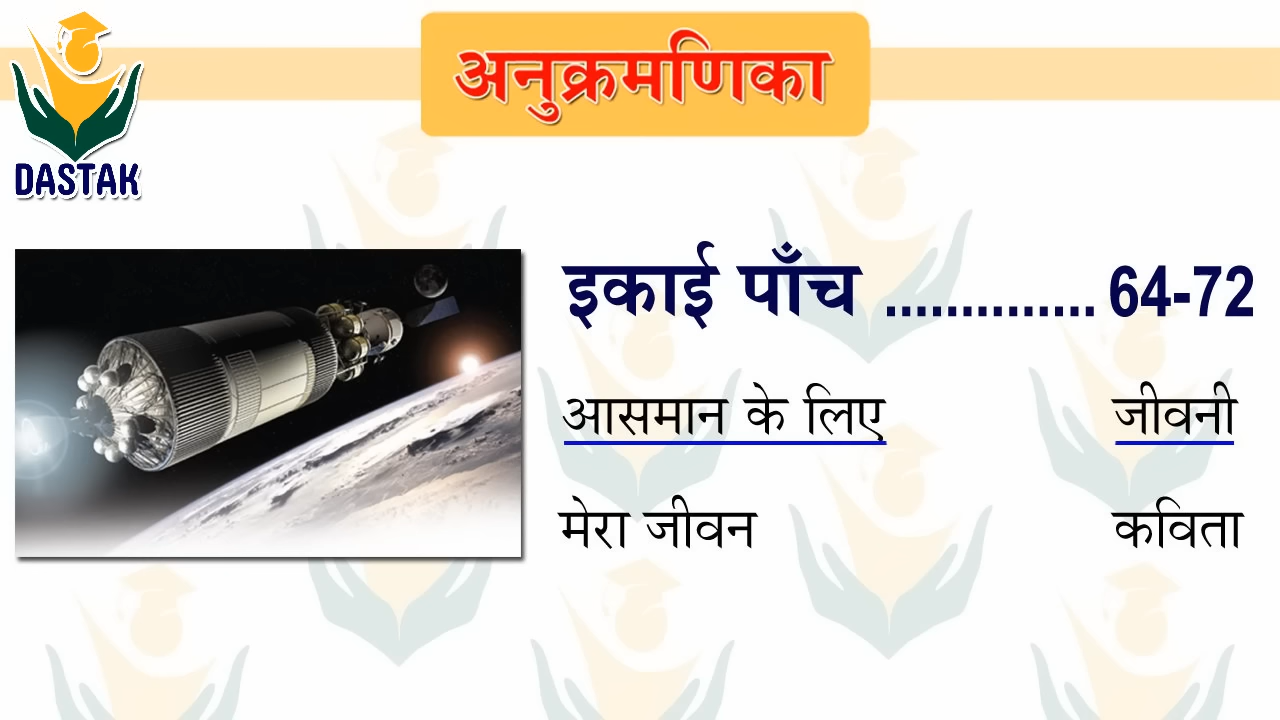 अनुक्रमणिका
DASTAK
इकाई पाँच .............. 64-72
आसमान के लिए जीवनी
मेरा जीवन कविता